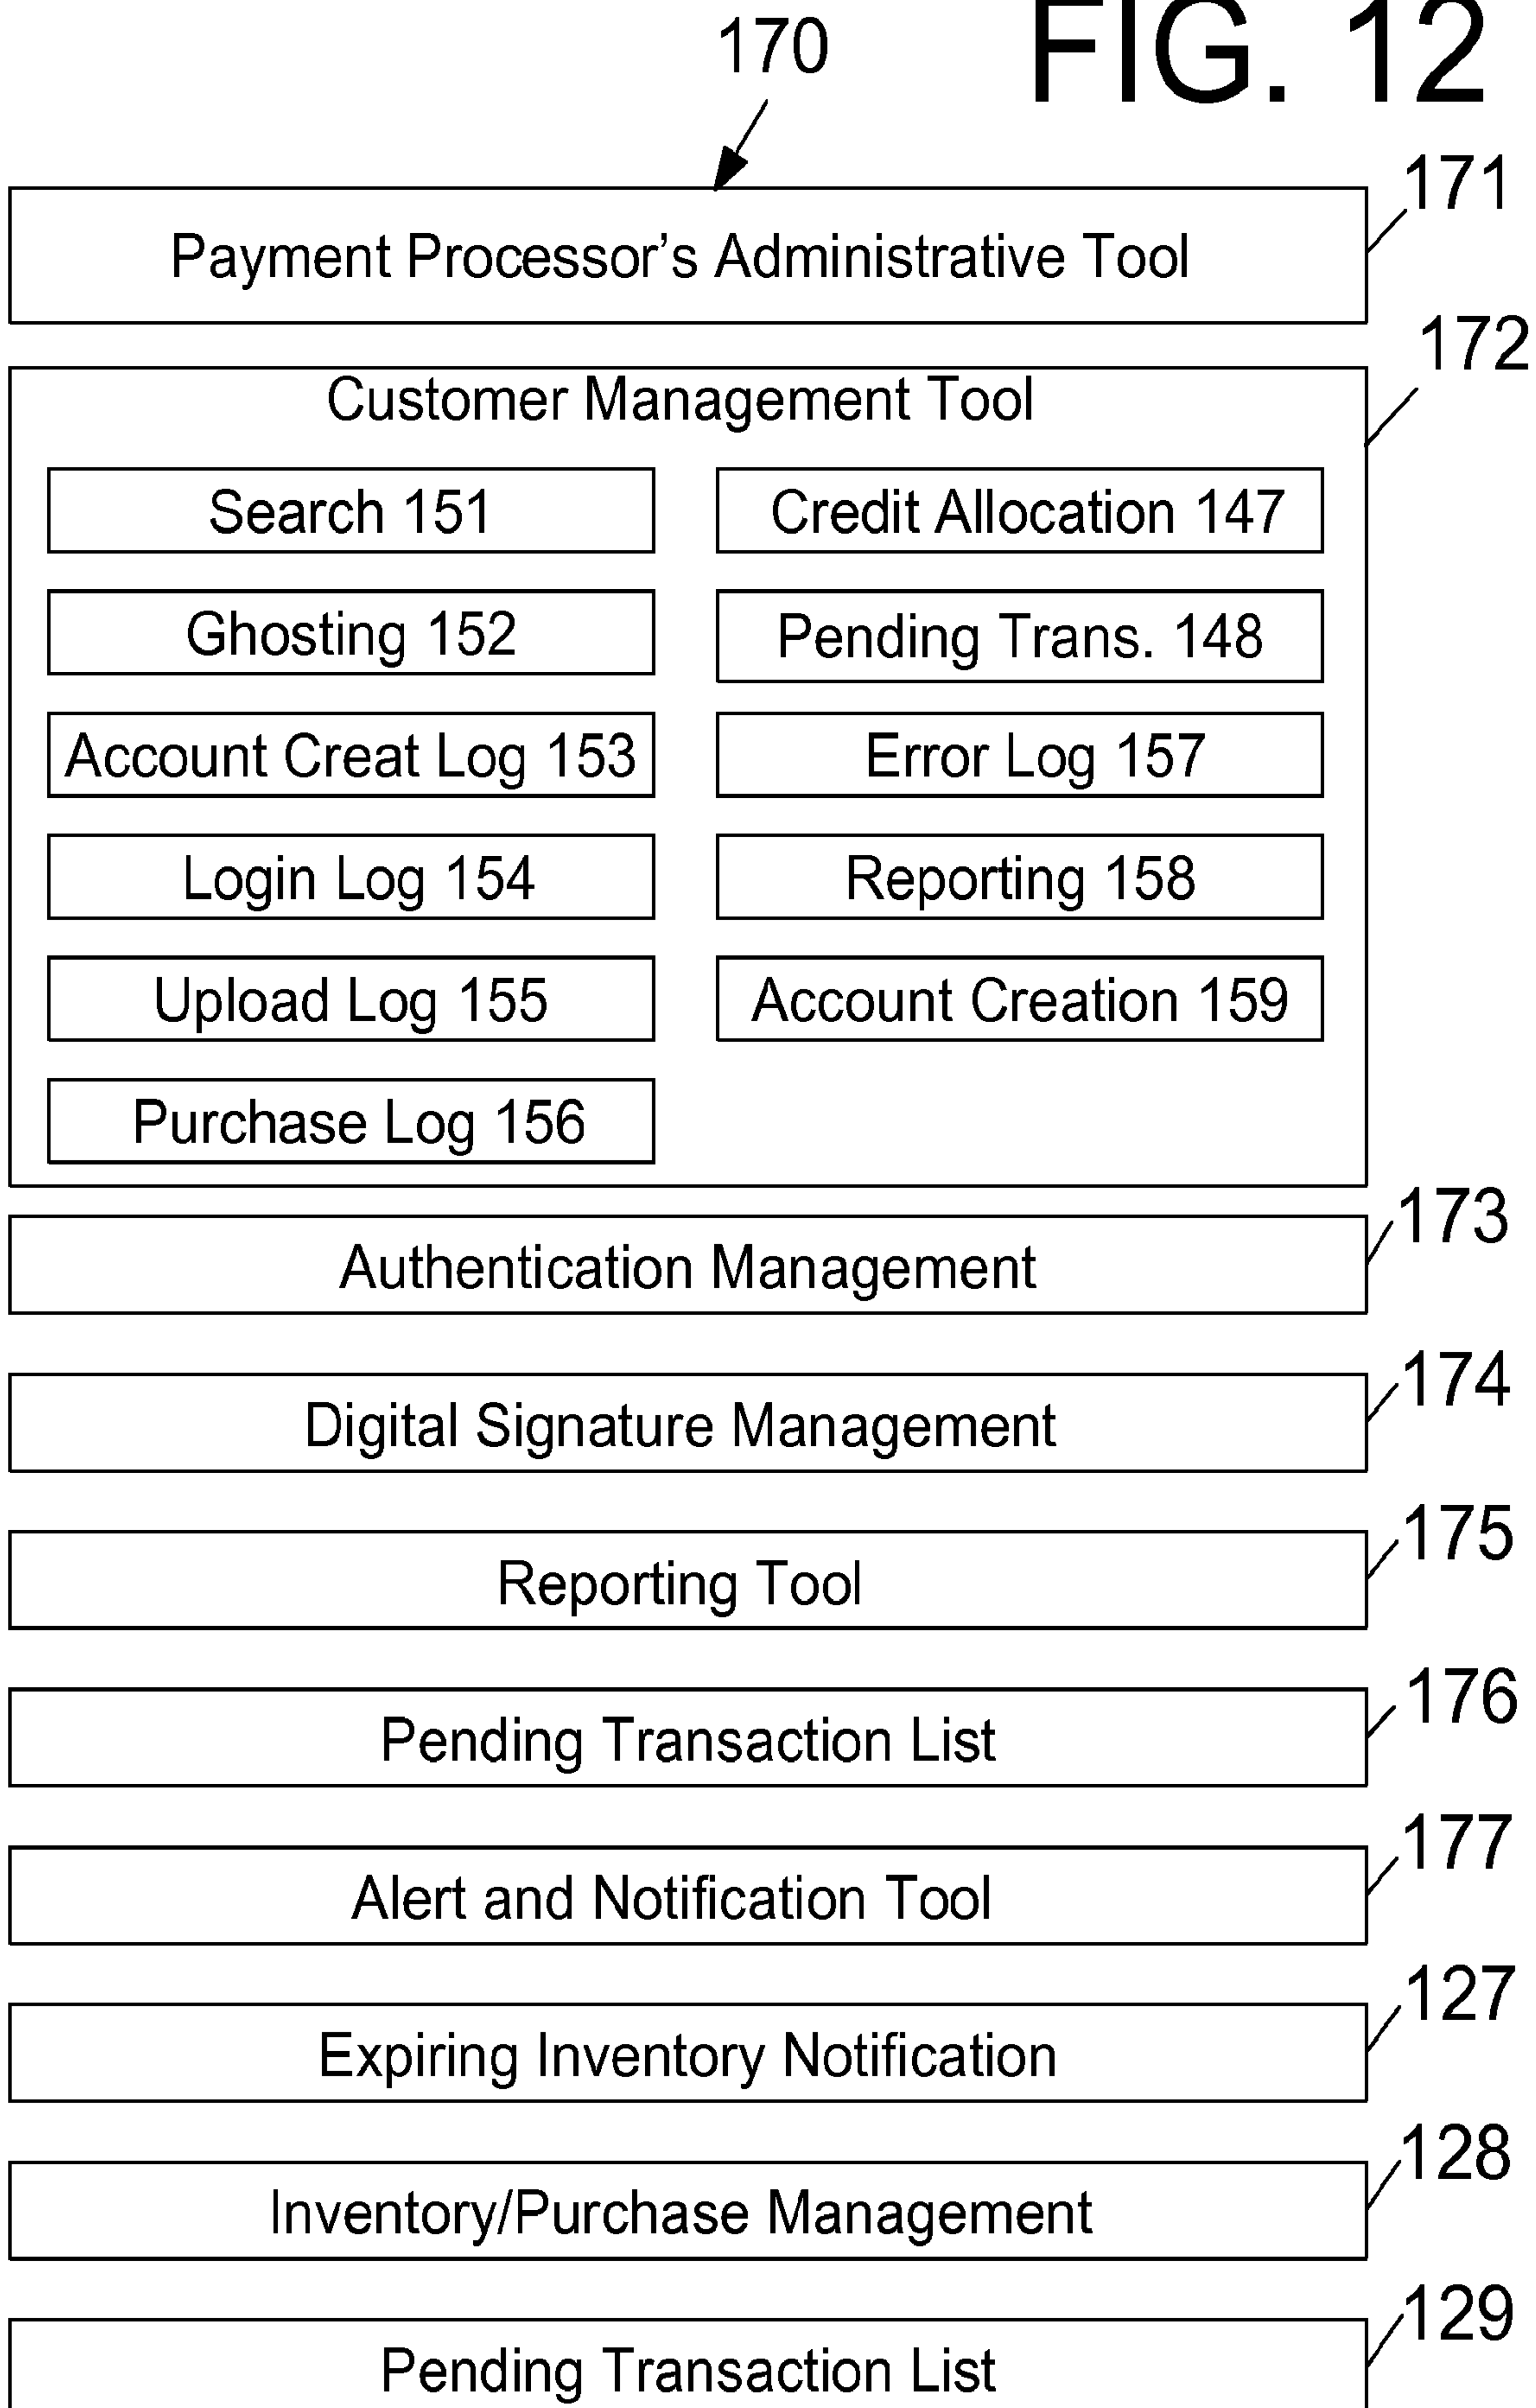 FIG. 12
170
171
Payment Processor's Administrative Tool
172
Customer Management Tool
Search 151
Credit Allocation 147
Ghosting 152
Pending Trans. 148
Account Creat Log 153
Error Log 157
Login Log 154
Reporting 158
Upload Log 155
Account Creation 159
Purchase Log 156
173
Authentication Management
174
Digital Signature Management
175
Reporting Tool
176
Pending Transaction List
177
Alert and Notification Tool
127
Expiring Inventory Notification
128
Inventory/Purchase Management
129
Pending Transaction List